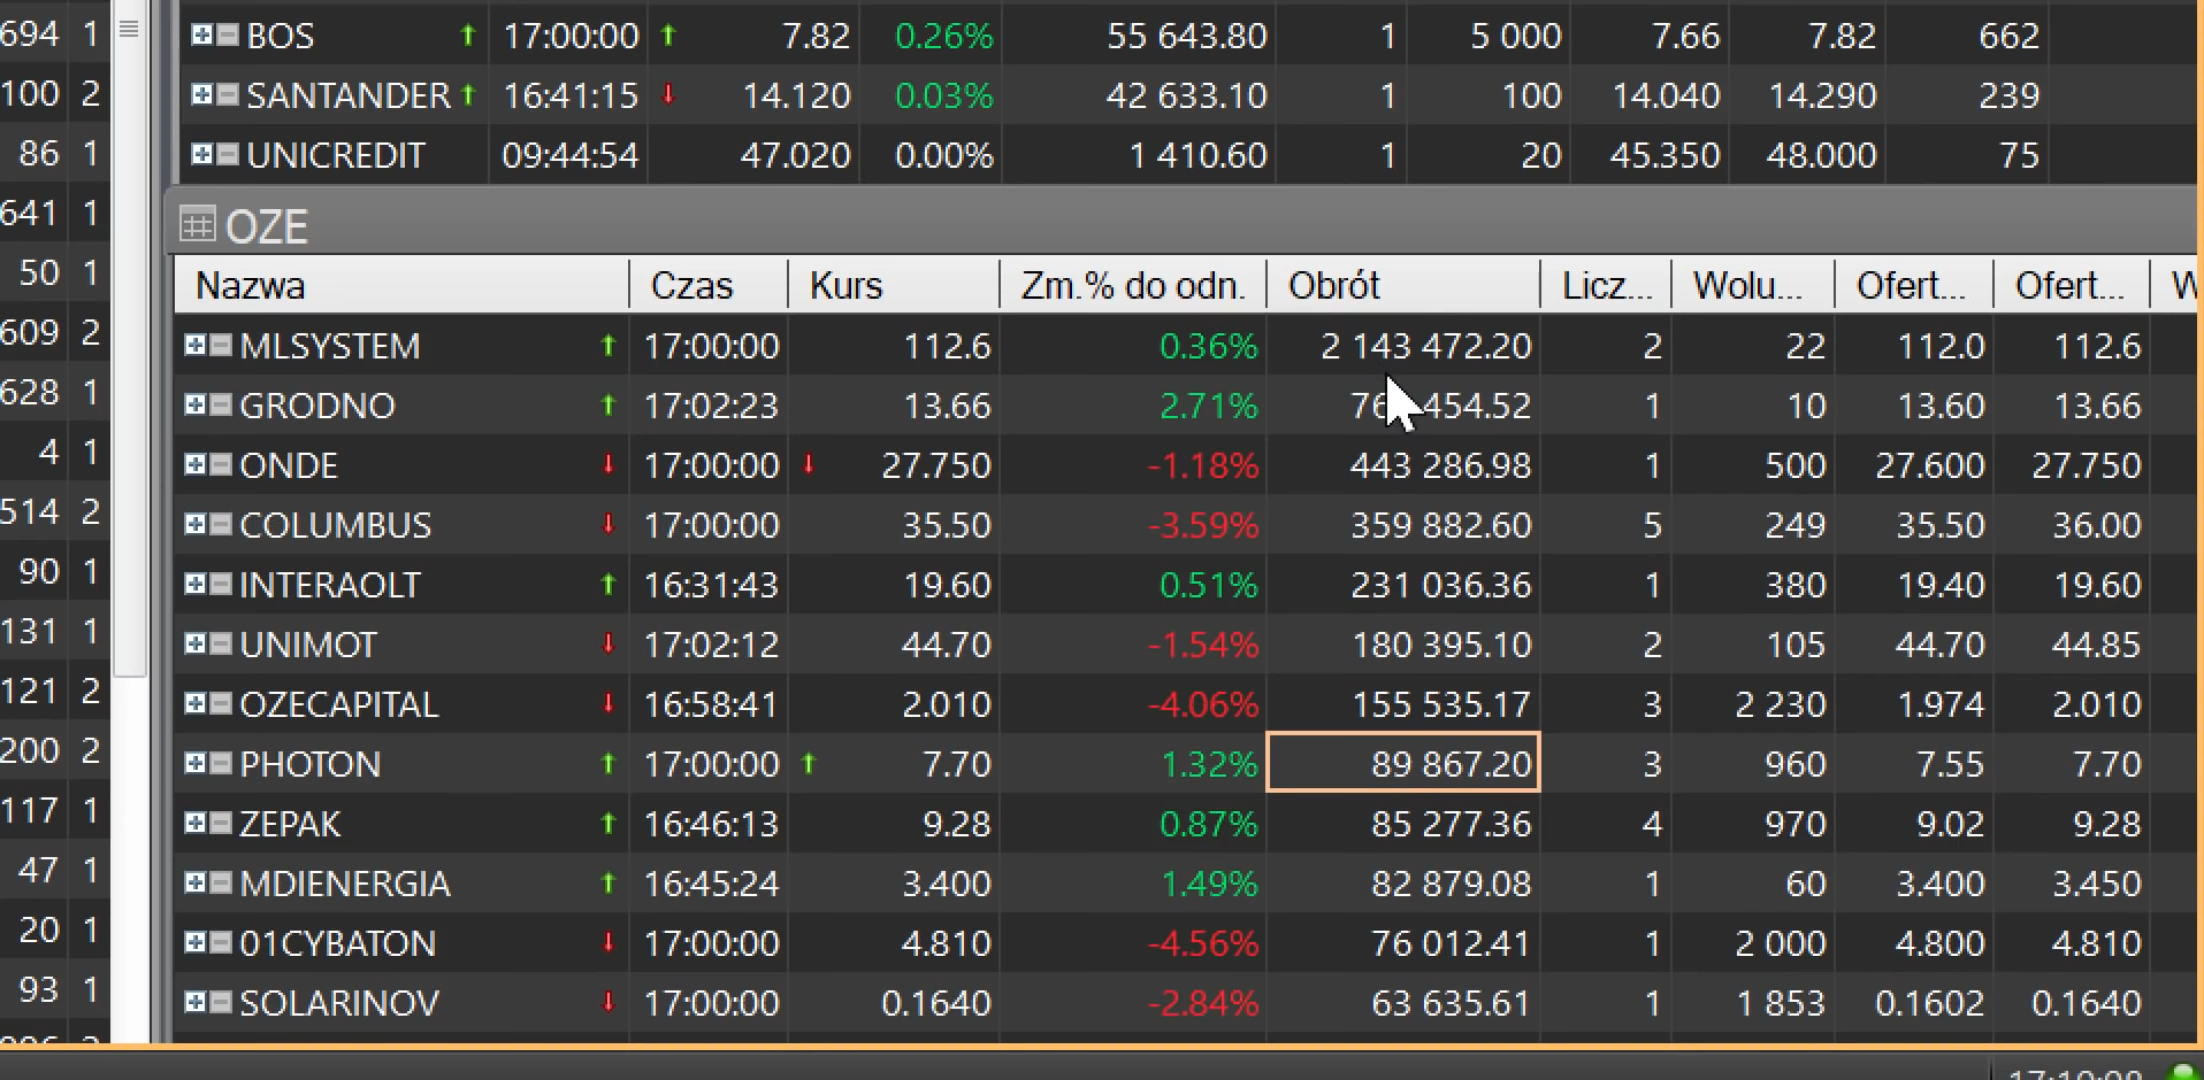 694 1 BOS 17:00:00 7.82 0.26% 55 643.80 1 5 000 7.66 7.82 662
100 2 SANTANDER 16:41:15 14.120 0.03% 42 633.10 1 100 14.040 14.290 239
86 1 UNICREDIT 09:44:54 47.020 0.00% 1 410.60 1 20 45.350 48.000 75
641 1 OZE
50 1 Nazwa Czas Kurs Zm.% do odn. Obrót Licz... Wolu... Ofert... Ofert...
609 2 MLSYSTEM 17:00:00 112.6 0.36% 2 143 472.20 2 22 112.0 112.6
628 1 GRODNO 17:02:23 13.66 2.71% 454.52 1 10 13.60 13.66
4 1 ONDE 17:00:00 27.750 -1.18% 443 286.98 1 500 27.600 27.750
514 2 COLUMBUS 17:00:00 35.50 -3.59% 359 882.60 5 249 35.50 36.00
90 1 INTERAOLT 16:31:43 19.60 0.51% 231 036.36 1 380 19.40 19.60
131 1 UNIMOT 17:02:12 44.70 -1.54% 180 395.10 2 105 44.70 44.85
121 2 OZECAPITAL 16:58:41 2.010 -4.06% 155 535.17 3 2 230 1.974 2.010
200 2 PHOTON 17:00:00 7.70 1.32% 89 867.20 3 960 7.55 7.70
117 1 ZEPAK 16:46:13 9.28 0.87% 85 277.36 4 970 9.02 9.28
47 1 MDIENERGIA 16:45:24 3.400 1.49% 82 879.08 1 60 3.400 3.450
20 1 01CYBATON 17:00:00 4.810 -4.56% 76 012.41 1 2 000 4.800 4.810
93 1 SOLARINOV 17:00:00 0.1640 -2.84% 63 635.61 1 1 853 0.1602 0.1640